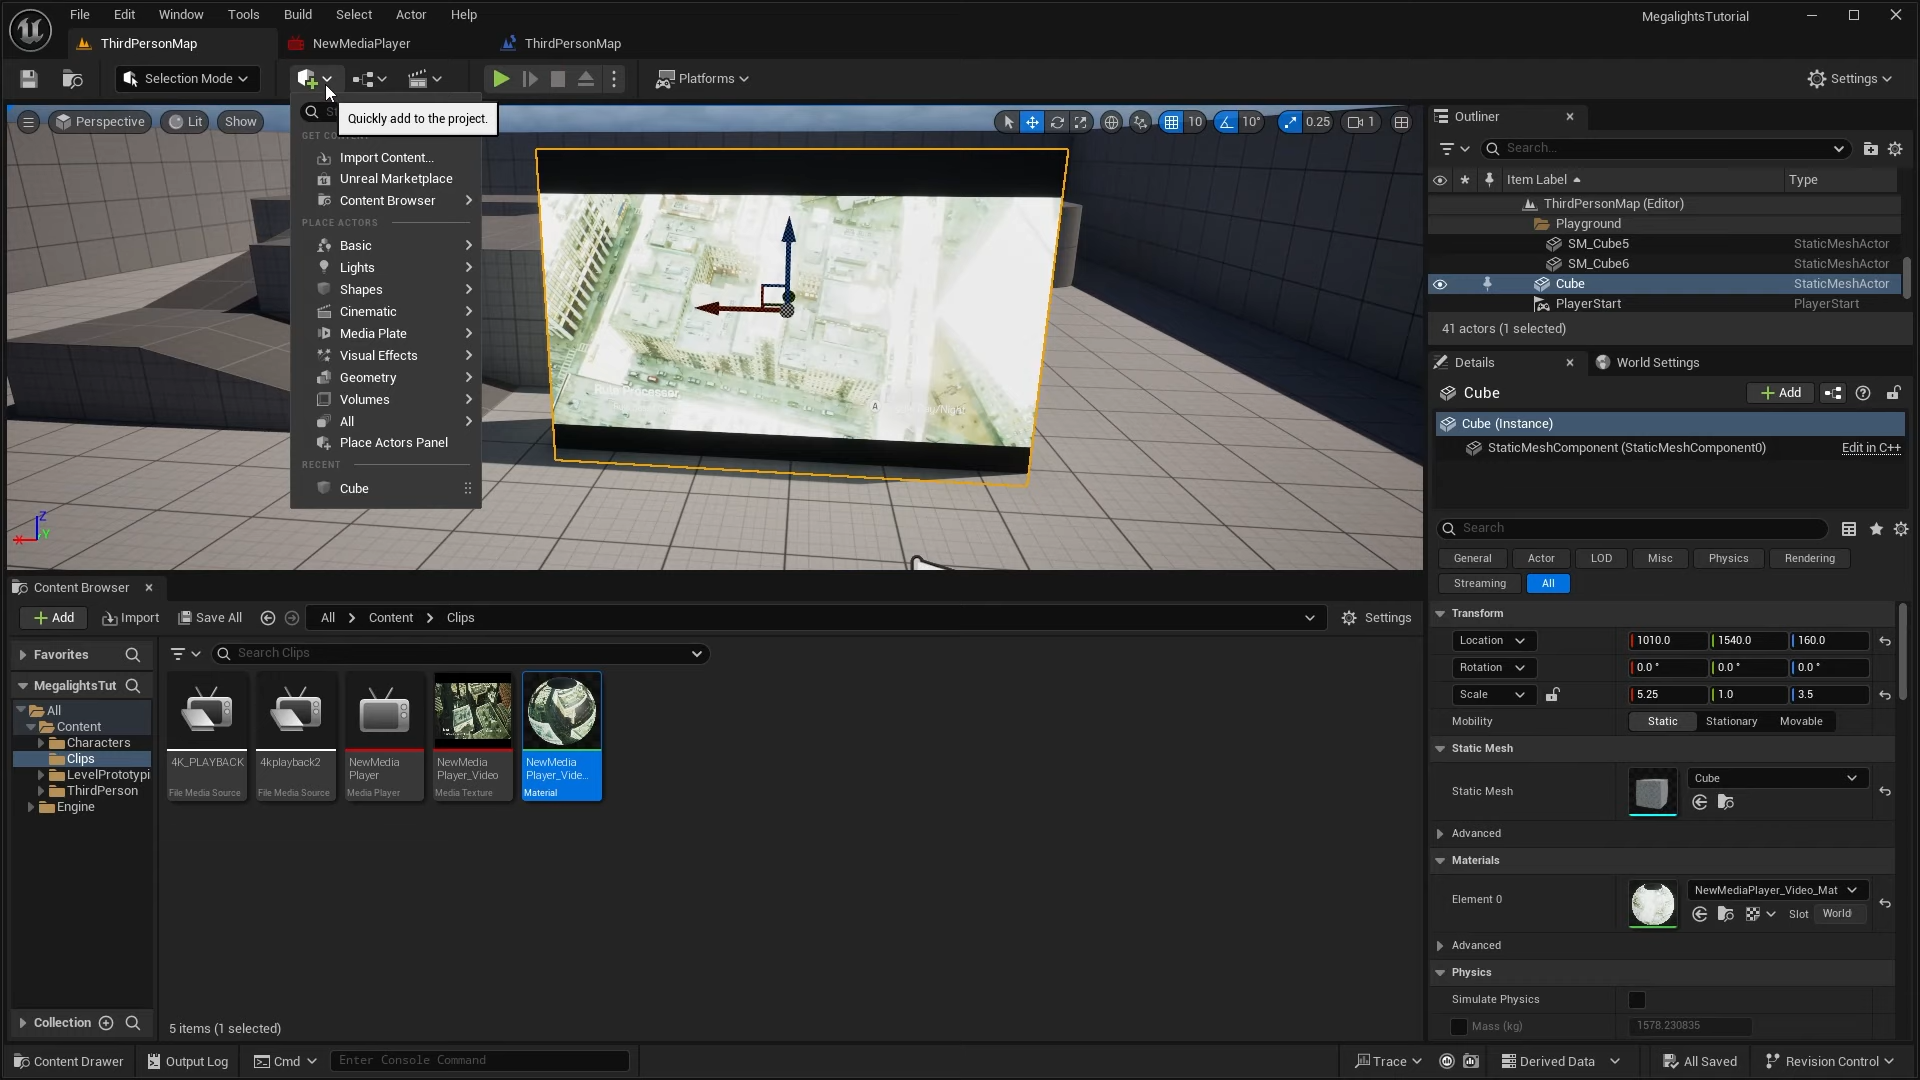 File Edit Window Tools Build Select Actor Help
MegalightsTutorial
ThirdPersonMap NewMediaPlayer ThirdPersonMap
Selection Mode Platforms Settings
Quickly add to the project.
Perspective Lit Show
10 10° 0.25 1
Import Content...
Unreal Marketplace
Content Browser
PLACE ACTORS
Basic
Lights
Shapes
Cinematic
Media Plate
Visual Effects
Geometry
Volumes
All
Place Actors Panel
RECENT
Cube
Z
Y
X
Outliner
Search...
Item Label Type
ThirdPersonMap (Editor)
Playground
SM_Cube5 StaticMeshActor
SM_Cube6 StaticMeshActor
Cube StaticMeshActor
PlayerStart PlayerStart
41 actors (1 selected)
Details World Settings
Cube Add
Cube (Instance)
StaticMeshComponent (StaticMeshComponent0) Edit in C++
Search
General Actor LOD Misc Physics Rendering
Streaming All
Transform
Location 1010.0 1540.0 160.0
Rotation 0.0° 0.0° 0.0°
Scale 5.25 1.0 3.5
Mobility Static Stationary Movable
Static Mesh
Static Mesh Cube
Advanced
Materials
Element 0 NewMediaPlayer_Video_Mat
Slot World
Advanced
Physics
Simulate Physics
Mass (kg) 1578.230835
Content Browser
Add Import Save All All Content Clips Settings
Favorites
Search Clips
MegalightsTut
All
Content
Characters
Clips
LevelPrototypi
ThirdPerson
Engine
Collection
4K_PLAYBACK
File Media Source
4kplayback2
File Media Source
NewMedia
Player
Media Player
NewMedia
Player_Video
Media Texture
NewMedia
Player_Vide...
Material
5 items (1 selected)
Content Drawer Output Log Cmd Enter Console Command Trace Derived Data All Saved Revision Control